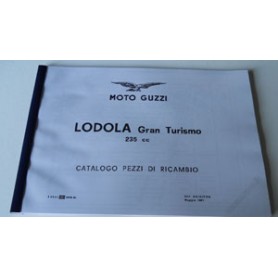 MOTO GUZZI
LODOLA Gran Turismo
235 cc
CATALOGO PEZZI DI RICAMBIO